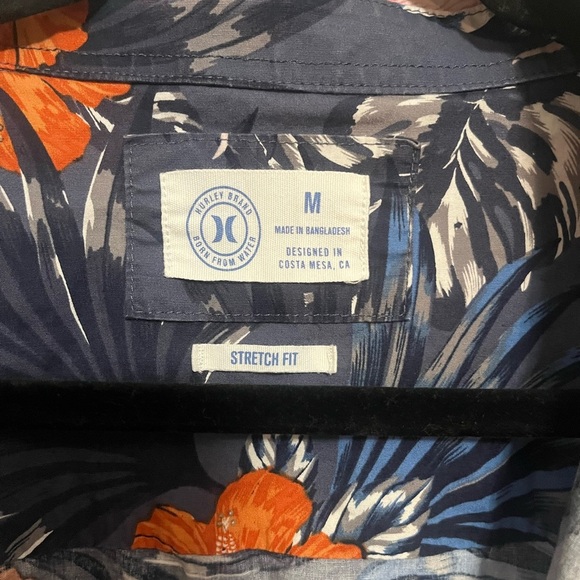 HURLEY BRAND
BORN FROM WATER
M
MADE IN BANGLADESH
DESIGNED IN
COSTA MESA, CA
STRETCH FIT